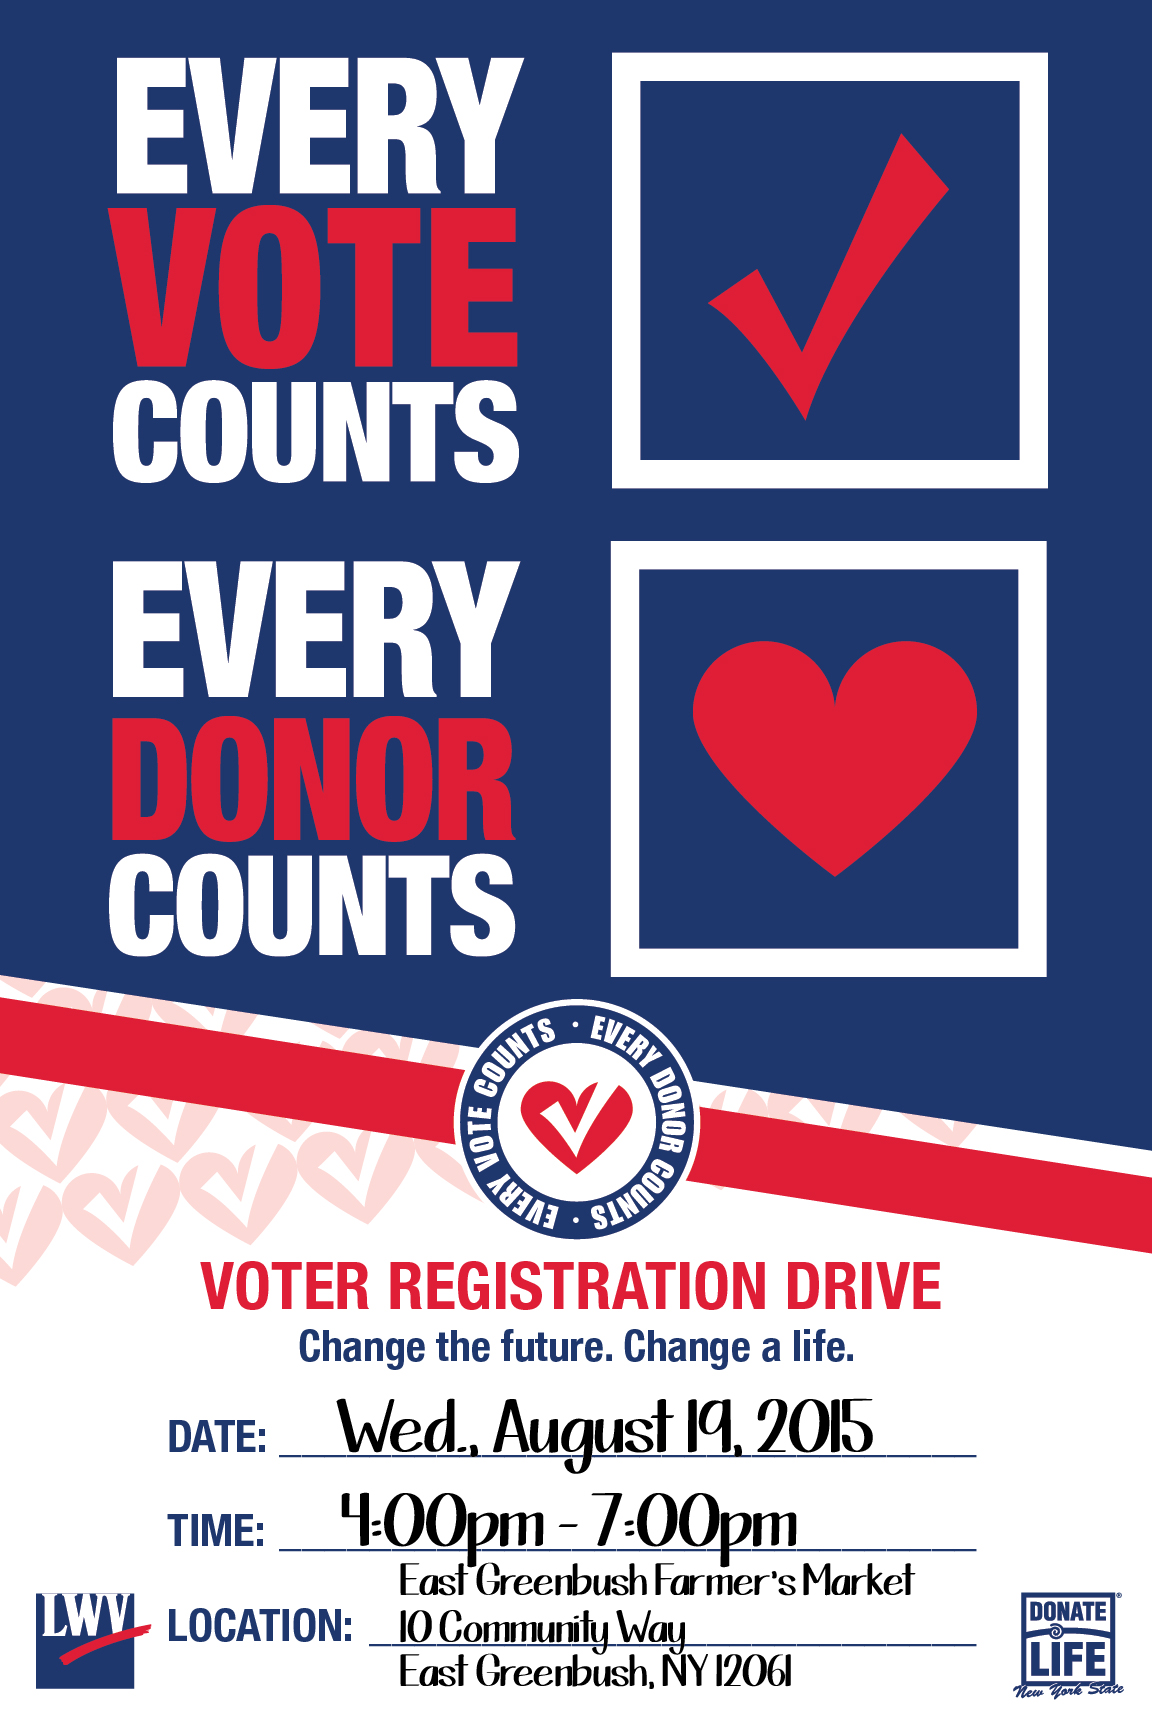 EVERY
VOTE
COUNTS
EVERY
DONOR
COUNTS
EVERY VOTE COUNTS · EVERY DONOR COUNTS ·
VOTER REGISTRATION DRIVE
Change the future. Change a life.
DATE: Wed., August 19, 2015
TIME: 4:00pm - 7:00pm
East Greenbush Farmer's Market
LOCATION: 10 Community Way
East Greenbush, NY 12061
LWV
DONATE
LIFE
New York State